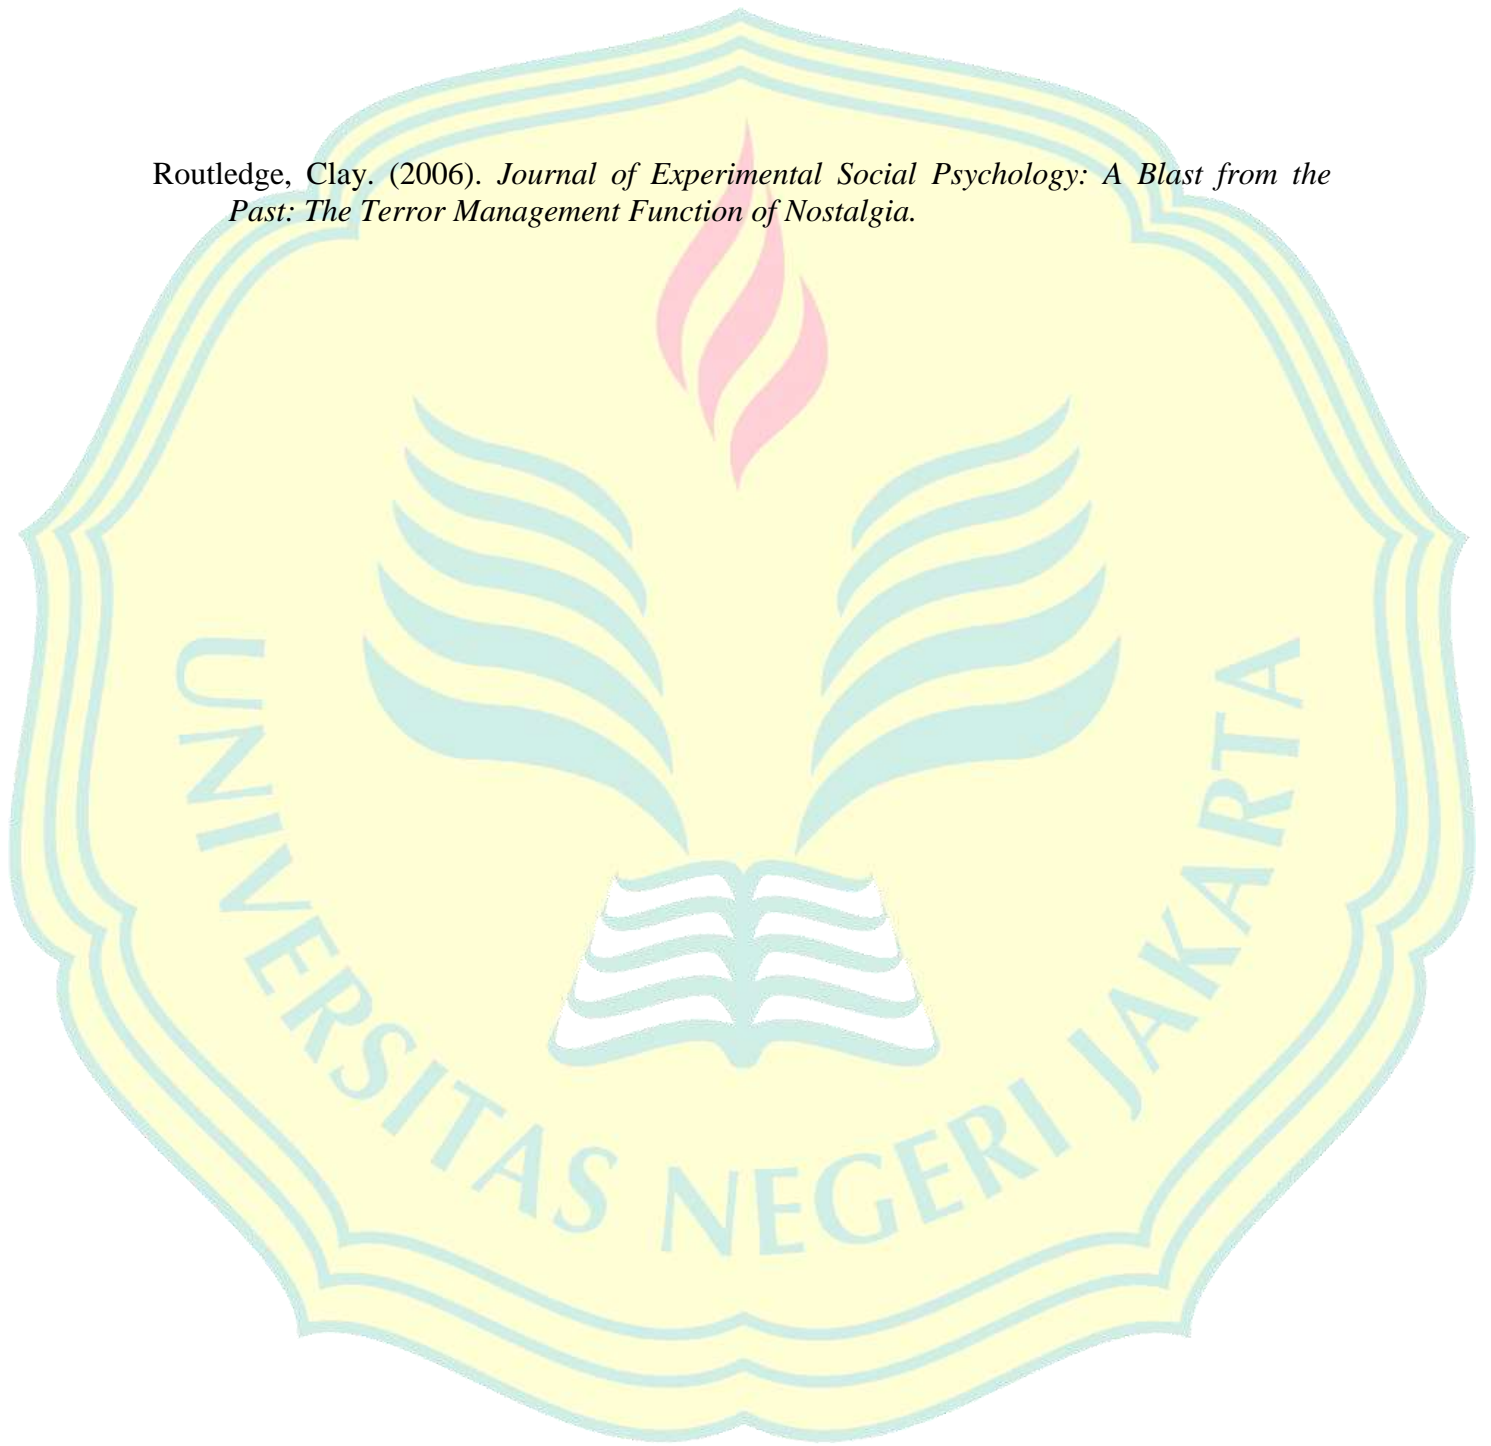 Routledge, Clay. (2006). Journal of Experimental Social Psychology: A Blast from the
Past: The Terror Management Function of Nostalgia.
UNIVERSITAS NEGERI JAKARTA